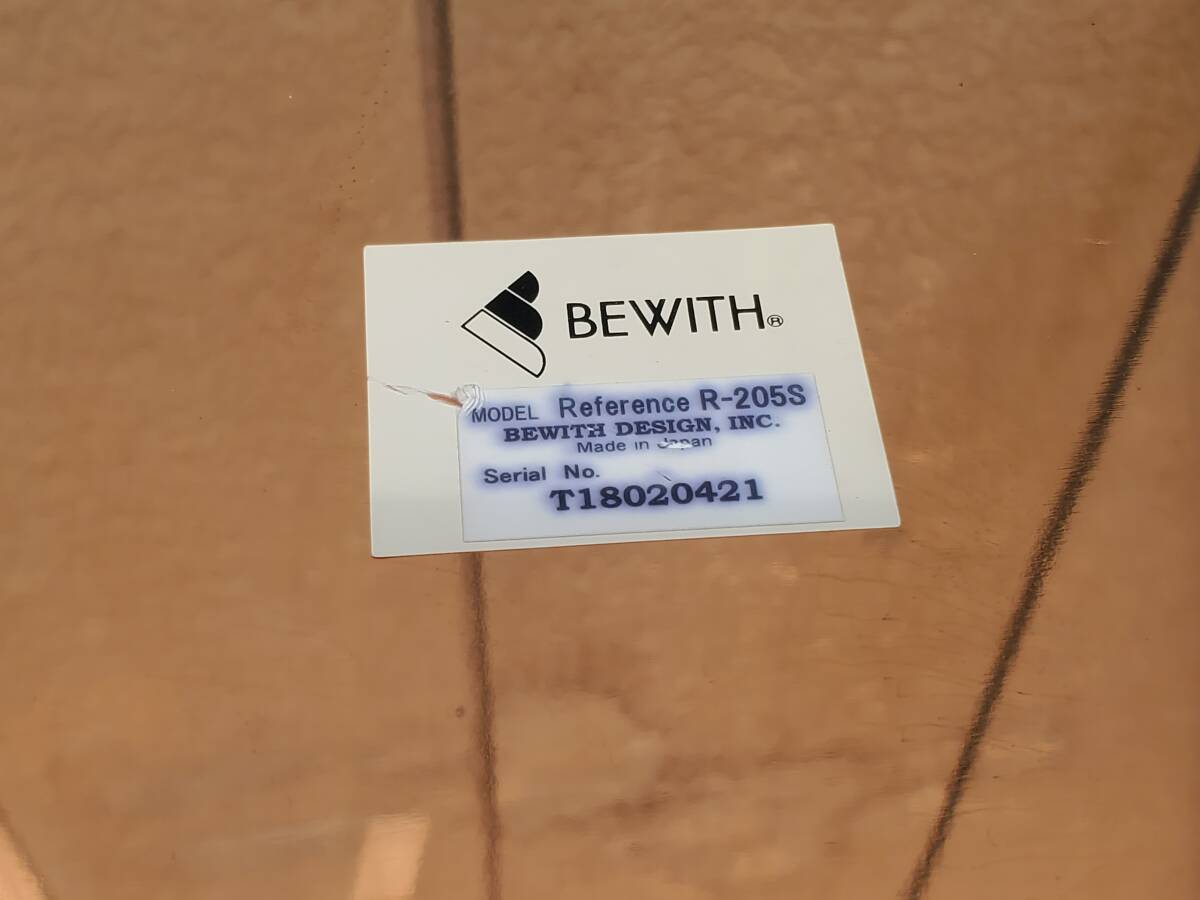 BEWITH®
MODEL Reference R-205S
BEWITH DESIGN, INC.
Made in Japan
Serial No.
T18020421